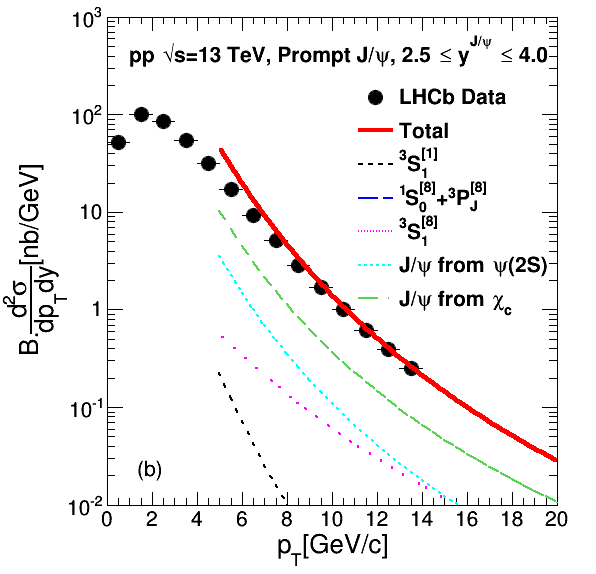 10³
pp √s=13 TeV, Prompt J/ψ, 2.5 ≤ y^{J/ψ} ≤ 4.0
LHCb Data
10²
Total
³S₁^{[1]}
¹S₀^{[8]}+³P_J^{[8]}
10
³S₁^{[8]}
J/ψ from ψ(2S)
1
J/ψ from χ_c
10⁻¹
(b)
10⁻²
B.d²σ/dp_Tdy[nb/GeV]
0 2 4 6 8 10 12 14 16 18 20
p_T[GeV/c]